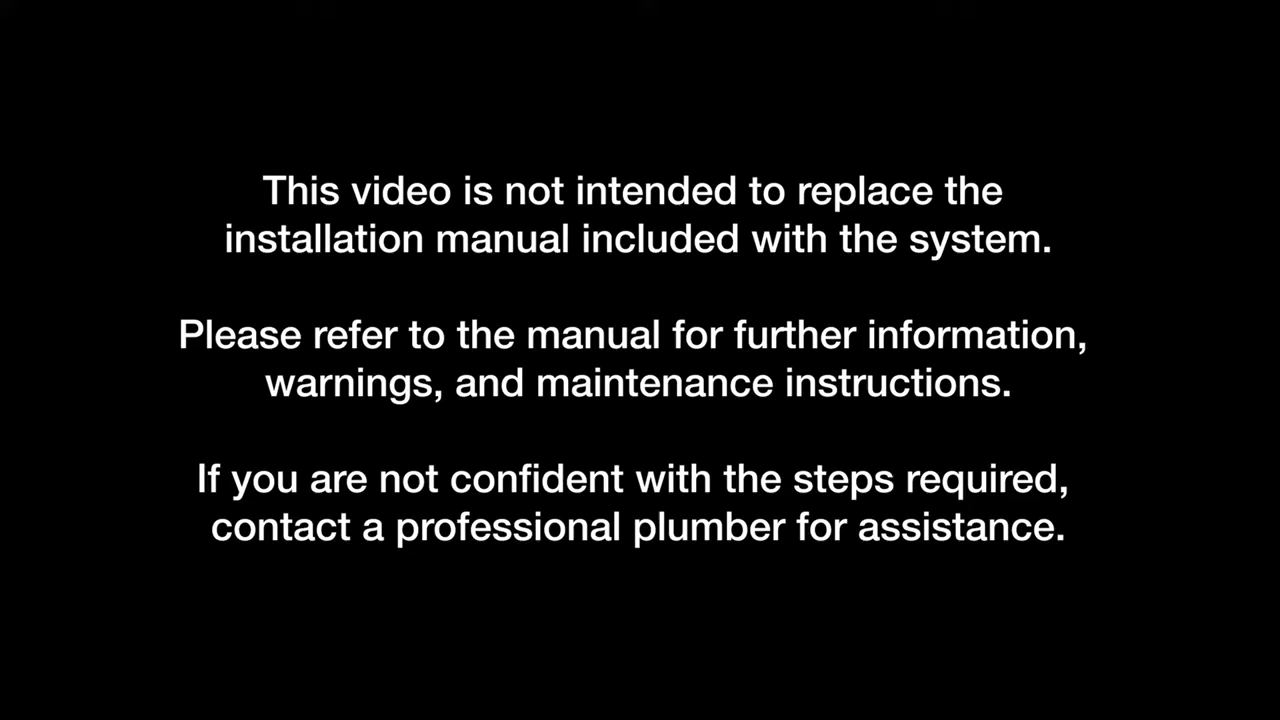 This video is not intended to replace the
installation manual included with the system.
Please refer to the manual for further information,
warnings, and maintenance instructions.
If you are not confident with the steps required,
contact a professional plumber for assistance.